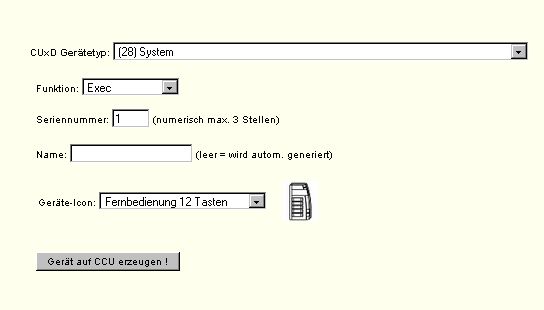 CUxD Gerätetyp: (28) System
Funktion: Exec
Seriennummer: 1 (numerisch max. 3 Stellen)
Name: (leer = wird autom. generiert)
Geräte-Icon: Fernbedienung 12 Tasten
Gerät auf CCU erzeugen !